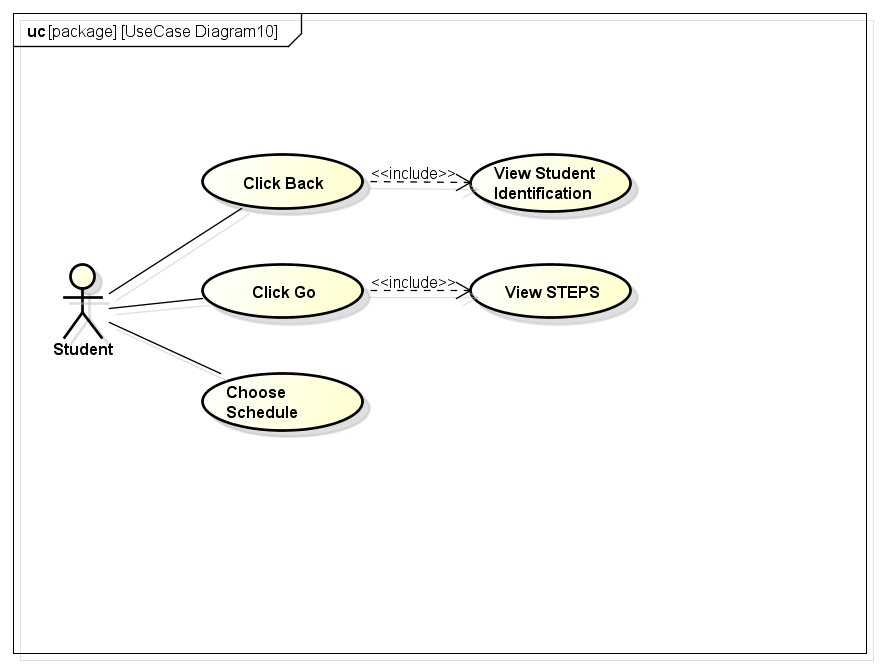 uc [package] [UseCase Diagram10]
Click Back
<<include>>
View Student
Identification
Click Go
<<include>>
View STEPS
Student
Choose
Schedule